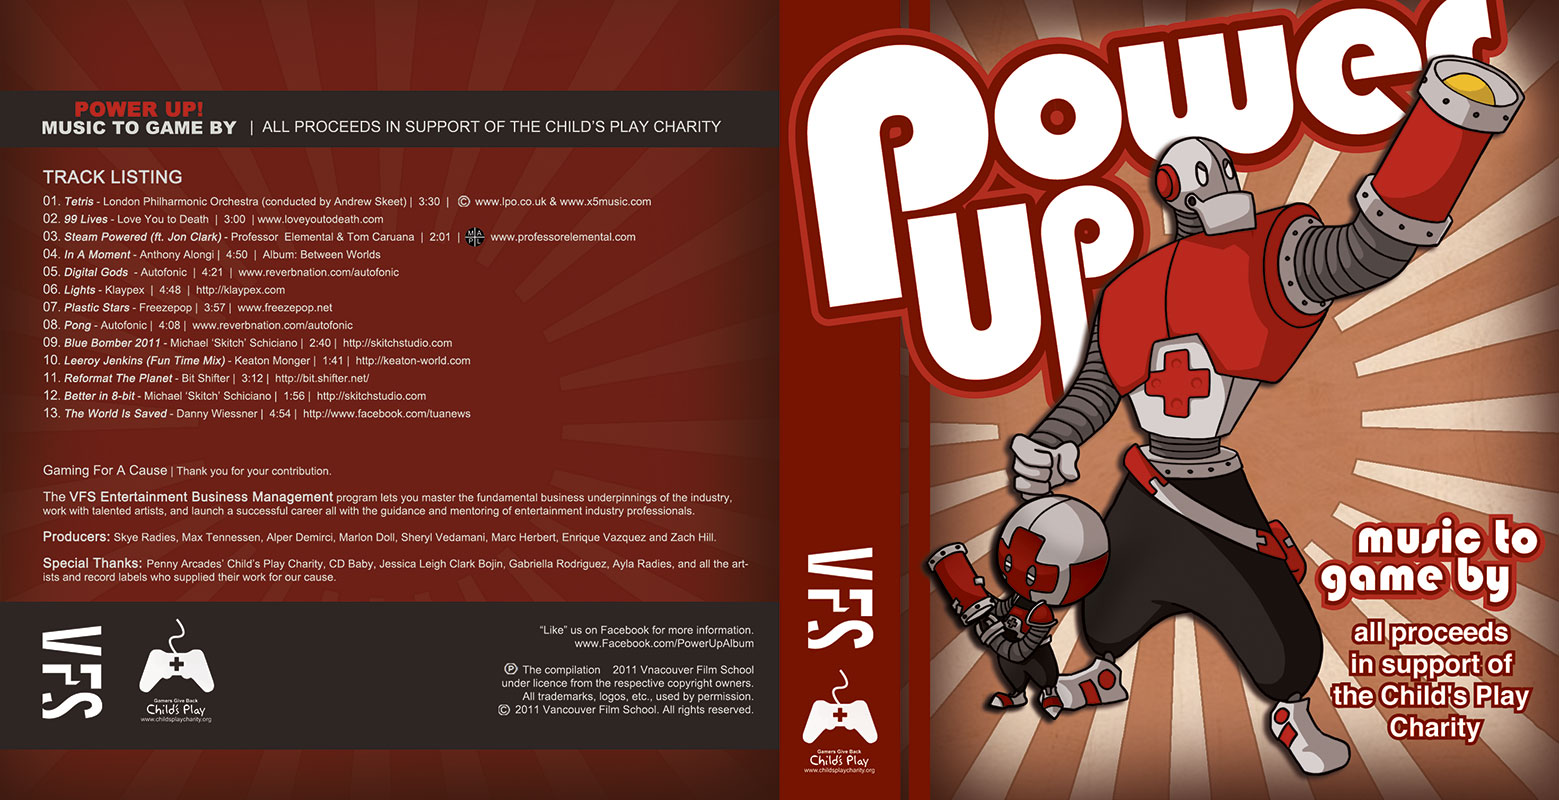 POWER UP!
MUSIC TO GAME BY | ALL PROCEEDS IN SUPPORT OF THE CHILD'S PLAY CHARITY
TRACK LISTING
01. Tetris - London Philharmonic Orchestra (conducted by Andrew Skeet) | 3:30 | © www.lpo.co.uk & www.x5music.com
02. 99 Lives - Love You to Death | 3:00 | www.loveyoutodeath.com
03. Steam Powered (ft. Jon Clark) - Professor Elemental & Tom Caruana | 2:01 | MAPL www.professorelemental.com
04. In A Moment - Anthony Alongi | 4:50 | Album: Between Worlds
05. Digital Gods - Autofonic | 4:21 | www.reverbnation.com/autofonic
06. Lights - Klaypex | 4:48 | http://klaypex.com
07. Plastic Stars - Freezepop | 3:57 | www.freezepop.net
08. Pong - Autofonic | 4:08 | www.reverbnation.com/autofonic
09. Blue Bomber 2011 - Michael 'Skitch' Schiciano | 2:40 | http://skitchstudio.com
10. Leeroy Jenkins (Fun Time Mix) - Keaton Monger | 1:41 | http://keaton-world.com
11. Reformat The Planet - Bit Shifter | 3:12 | http://bit.shifter.net/
12. Better in 8-bit - Michael 'Skitch' Schiciano | 1:56 | http://skitchstudio.com
13. The World Is Saved - Danny Wiessner | 4:54 | http://www.facebook.com/tuanews
Gaming For A Cause | Thank you for your contribution.
The VFS Entertainment Business Management program lets you master the fundamental business underpinnings of the industry,
work with talented artists, and launch a successful career all with the guidance and mentoring of entertainment industry professionals.
Producers: Skye Radies, Max Tennessen, Alper Demirci, Marlon Doll, Sheryl Vedamani, Marc Herbert, Enrique Vazquez and Zach Hill.
Special Thanks: Penny Arcades' Child's Play Charity, CD Baby, Jessica Leigh Clark Bojin, Gabriella Rodriguez, Ayla Radies, and all the art-
ists and record labels who supplied their work for our cause.
VFS
Gamers Give Back
Child's Play
www.childsplaycharity.org
"Like" us on Facebook for more information.
www.Facebook.com/PowerUpAlbum
℗ The compilation 2011 Vnacouver Film School
under licence from the respective copyright owners.
All trademarks, logos, etc., used by permission.
© 2011 Vancouver Film School. All rights reserved.
VFS
Gamers Give Back
Child's Play
www.childsplaycharity.org
Power
UP
music to
game by
all proceeds
in support of
the Child's Play
Charity